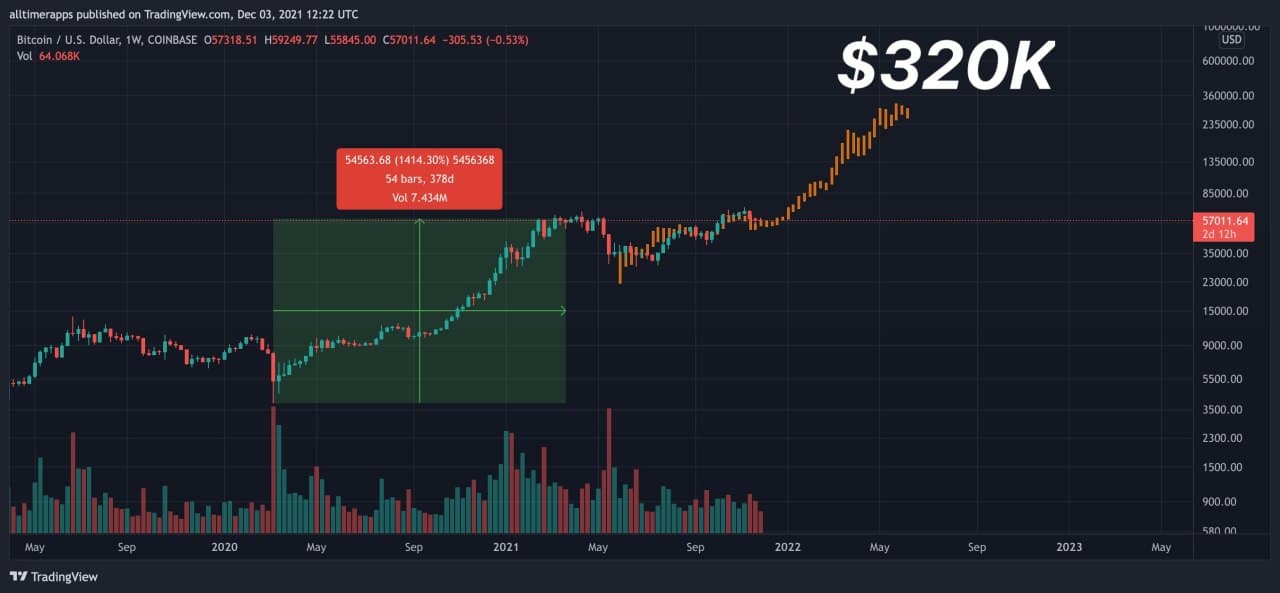 alltimerapps published on TradingView.com, Dec 03, 2021 12:22 UTC
Bitcoin / U.S. Dollar, 1W, COINBASE O57318.51 H59249.77 L55845.00 C57011.64 −305.53 (−0.53%)
Vol 64.068K
$320K
54563.68 (1414.30%) 5456368
54 bars, 378d
Vol 7.434M
1000000.00
USD
600000.00
360000.00
235000.00
135000.00
85000.00
57011.64
2d 12h
35000.00
23000.00
15000.00
9000.00
5500.00
3500.00
2300.00
1500.00
900.00
580.00
May Sep 2020 May Sep 2021 May Sep 2022 May Sep 2023 May
TradingView